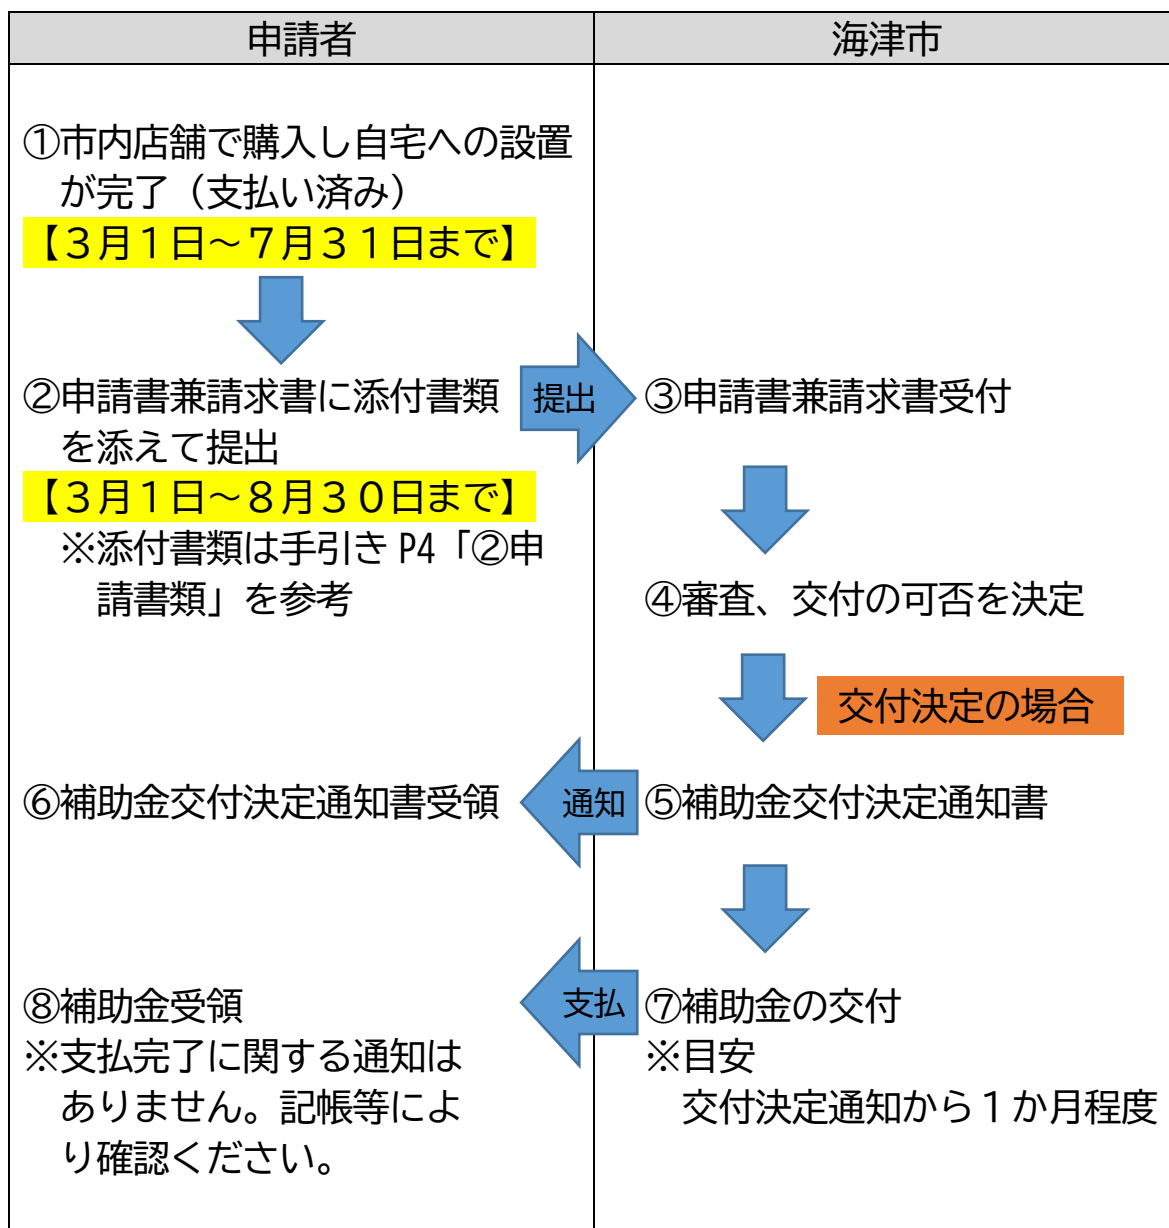 申請者
海津市
①市内店舗で購入し自宅への設置
が完了（支払い済み）
【３月１日～７月３１日まで】
②申請書兼請求書に添付書類
を添えて提出
【３月１日～８月３０日まで】
※添付書類は手引き P4「②申
請書類」を参考
提出
③申請書兼請求書受付
④審査、交付の可否を決定
交付決定の場合
⑤補助金交付決定通知書
通知
⑥補助金交付決定通知書受領
⑦補助金の交付
※目安
交付決定通知から１か月程度
支払
⑧補助金受領
※支払完了に関する通知は
ありません。記帳等によ
り確認ください。